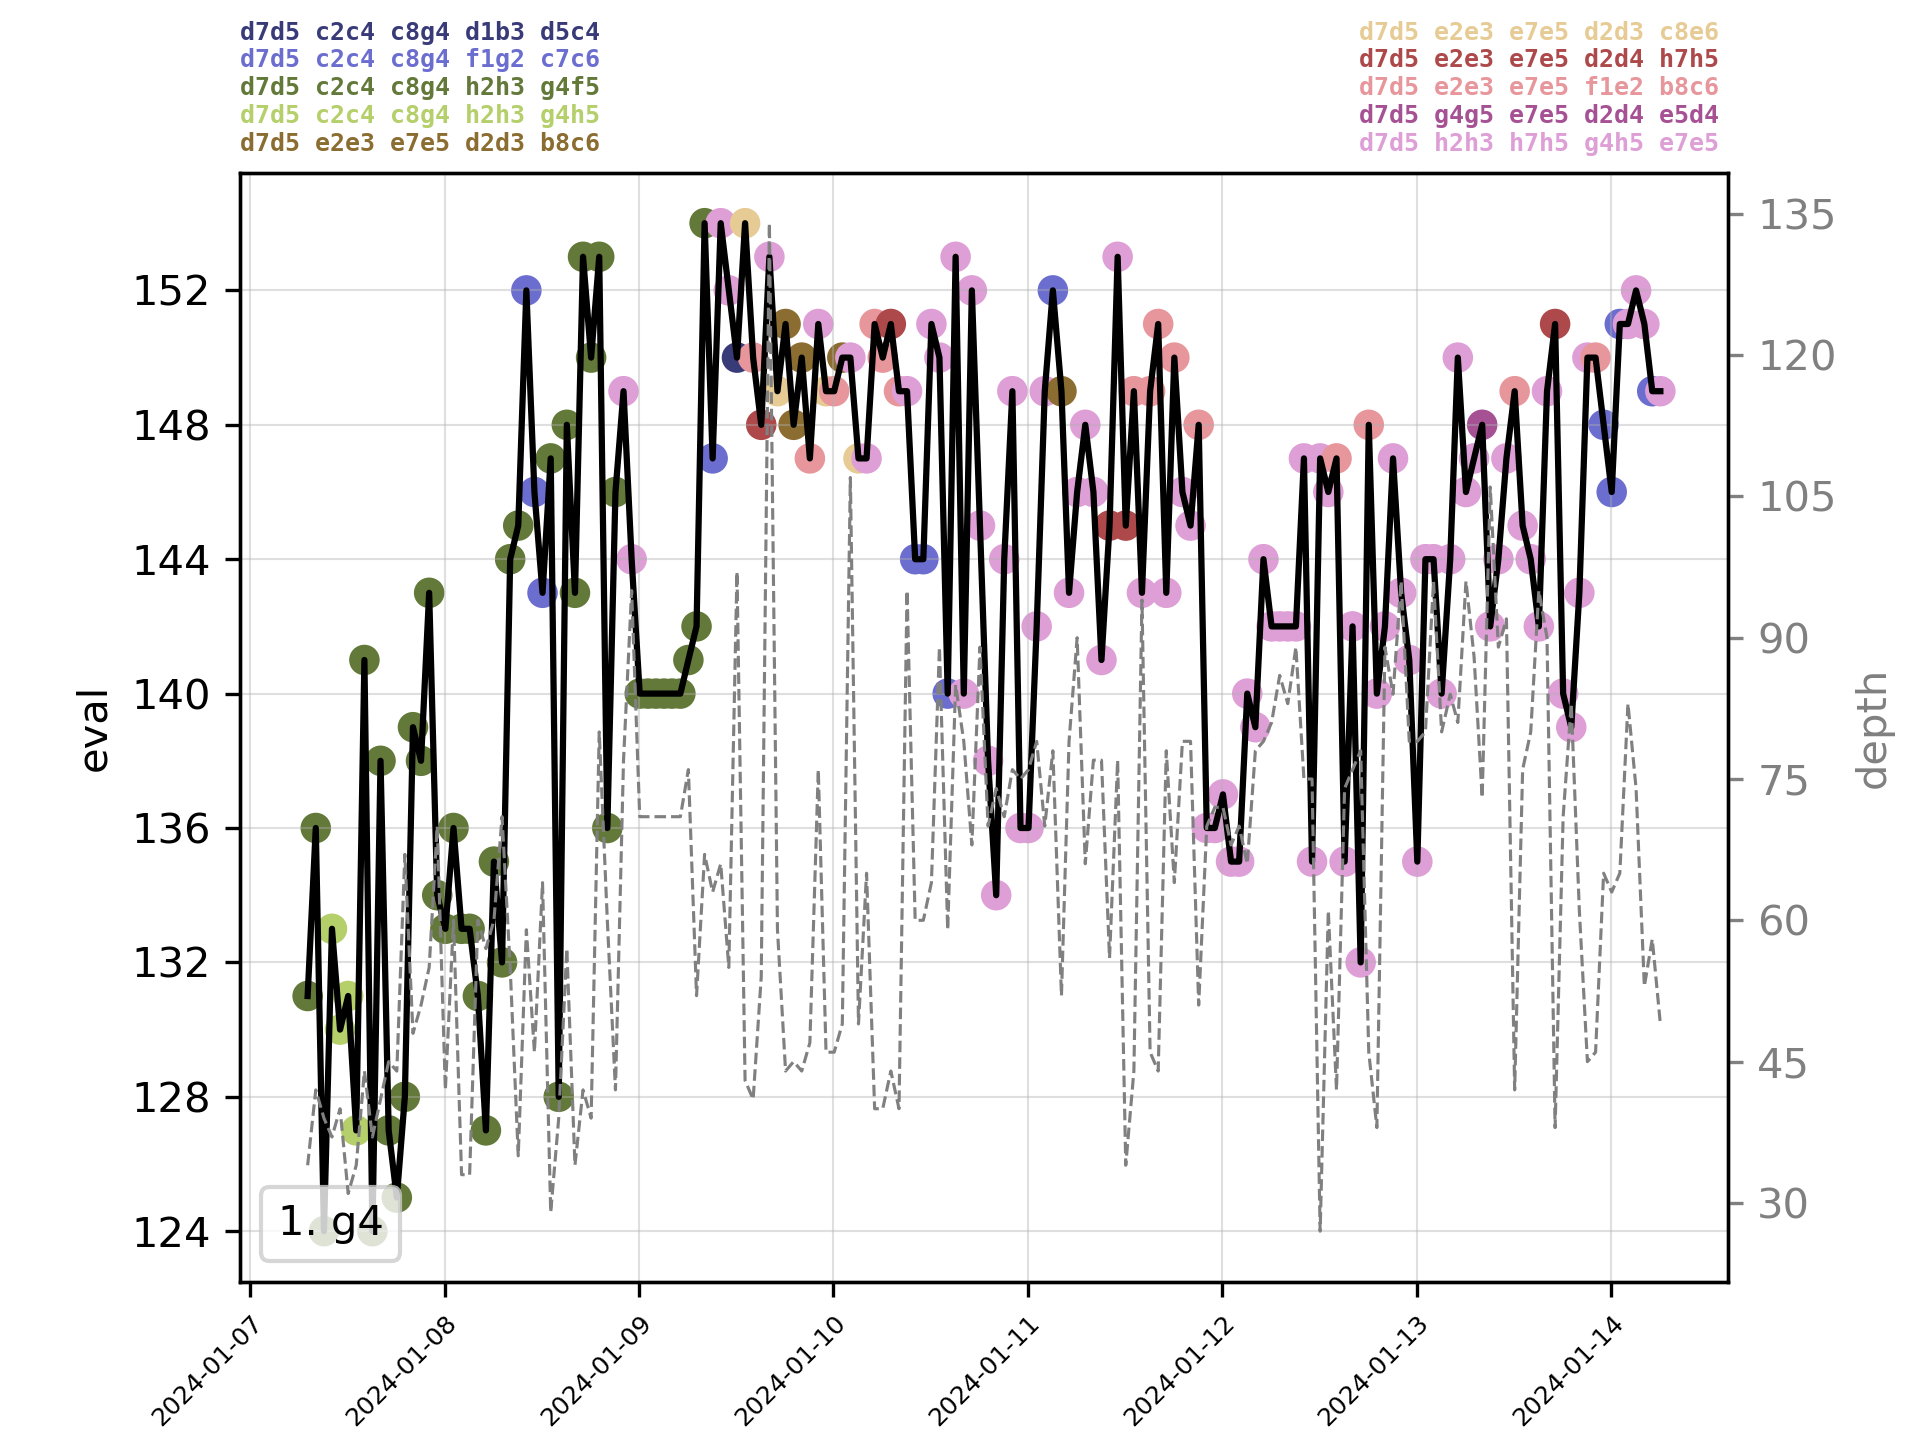 d7d5 c2c4 c8g4 d1b3 d5c4
d7d5 c2c4 c8g4 f1g2 c7c6
d7d5 c2c4 c8g4 h2h3 g4f5
d7d5 c2c4 c8g4 h2h3 g4h5
d7d5 e2e3 e7e5 d2d3 b8c6
d7d5 e2e3 e7e5 d2d3 c8e6
d7d5 e2e3 e7e5 d2d4 h7h5
d7d5 e2e3 e7e5 f1e2 b8c6
d7d5 g4g5 e7e5 d2d4 e5d4
d7d5 h2h3 h7h5 g4h5 e7e5
152
148
144
140
136
132
128
124
eval
135
120
105
90
75
60
45
30
depth
1. g4
2024-01-07
2024-01-08
2024-01-09
2024-01-10
2024-01-11
2024-01-12
2024-01-13
2024-01-14